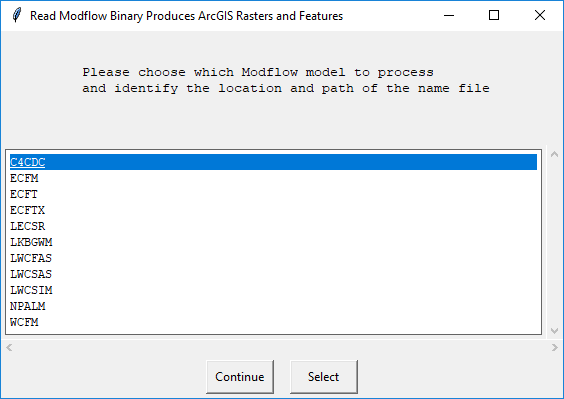 Read Modflow Binary Produces ArcGIS Rasters and Features
Please choose which Modflow model to process
and identify the location and path of the name file
C4CDC
ECFM
ECFT
ECFTX
LECSR
LKBGWM
LWCFAS
LWCSAS
LWCSIM
NPALM
WCFM
Continue Select